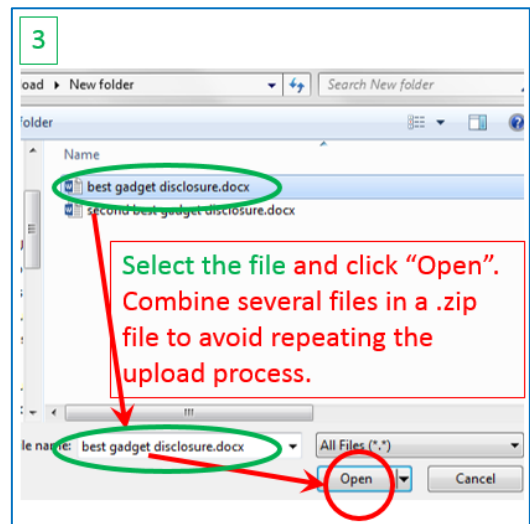 3
oad ▸ New folder
Search New folder
folder
Name
best gadget disclosure.docx
second best gadget disclosure.docx
Select the file and click “Open”.
Combine several files in a .zip
file to avoid repeating the
upload process.
le name: best gadget disclosure.docx
All Files (*.*)
Open
Cancel